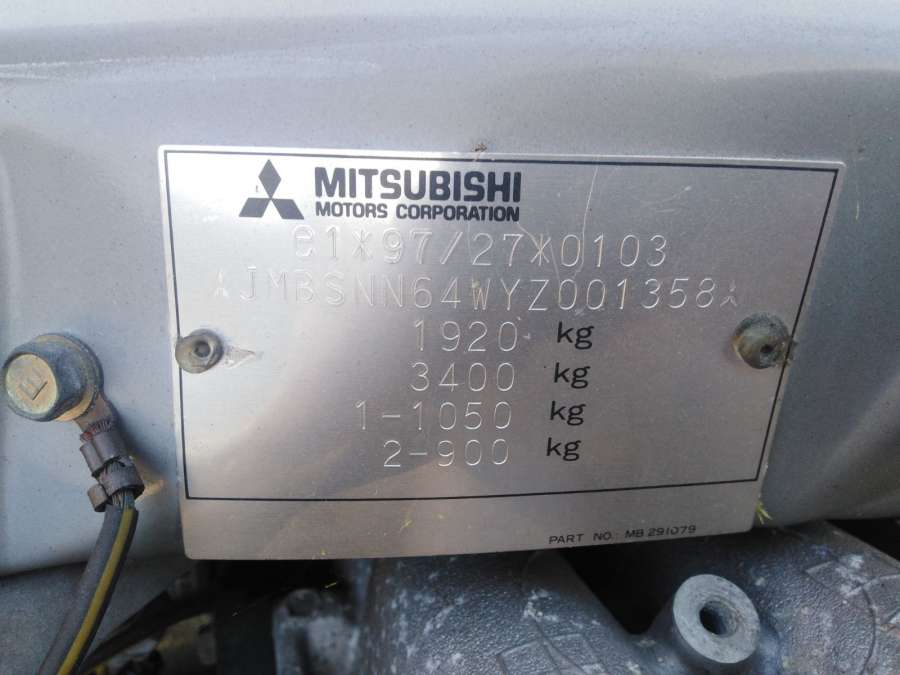 MITSUBISHI
MOTORS CORPORATION
e1*97/27*0103
*JMBSNN64WYZ001358*
1920 kg
3400 kg
1-1050 kg
2-900 kg
PART NO.: MB 291079